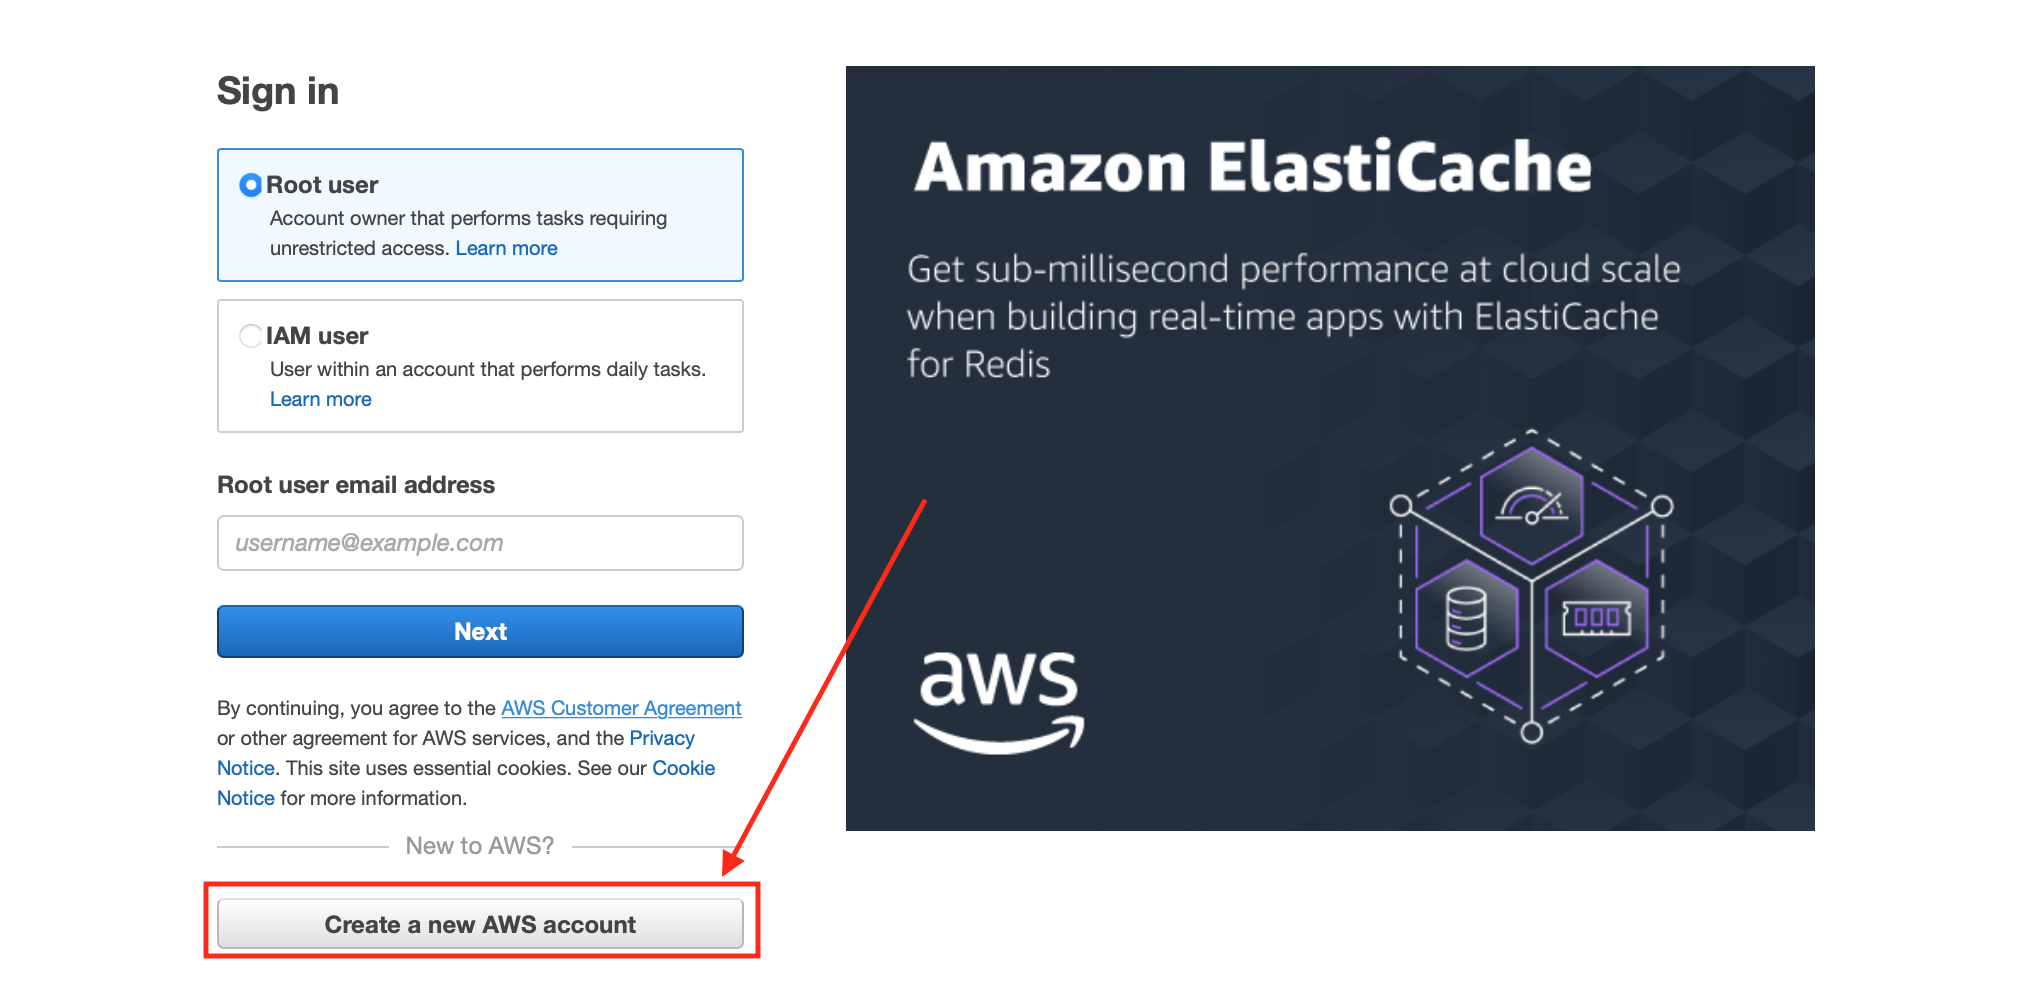 Sign in
Root user
Account owner that performs tasks requiring
unrestricted access. Learn more
IAM user
User within an account that performs daily tasks.
Learn more
Root user email address
username@example.com
Next
By continuing, you agree to the AWS Customer Agreement
or other agreement for AWS services, and the Privacy
Notice. This site uses essential cookies. See our Cookie
Notice for more information.
New to AWS?
Create a new AWS account
Amazon ElastiCache
Get sub-millisecond performance at cloud scale
when building real-time apps with ElastiCache
for Redis
aws